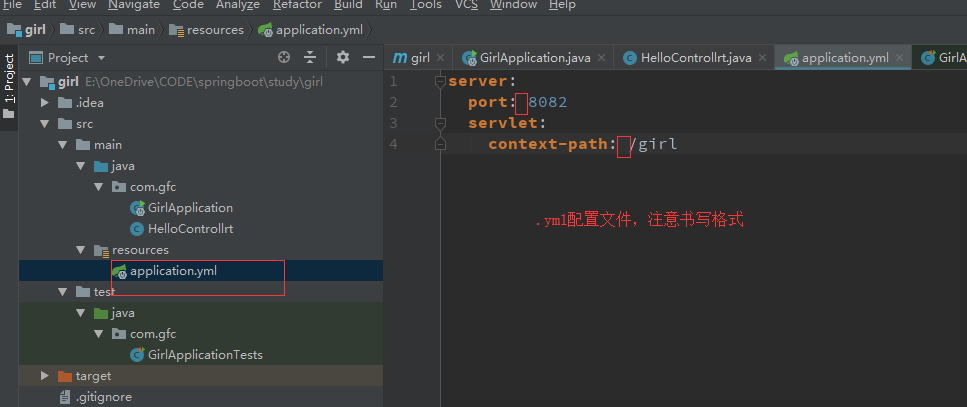 File Edit View Navigate Code Analyze Refactor Build Run Tools VCS Window Help
girl src main resources application.yml
1: Project
Project
girl E:\OneDrive\CODE\springboot\study\girl
.idea
src
main
java
com.gfc
GirlApplication
HelloControllrt
resources
application.yml
test
java
com.gfc
GirlApplicationTests
target
.gitignore
m girl GirlApplication.java HelloControllrt.java application.yml GirlA
1 server:
2 port: 8082
3 servlet:
4 context-path: /girl
.yml配置文件，注意书写格式